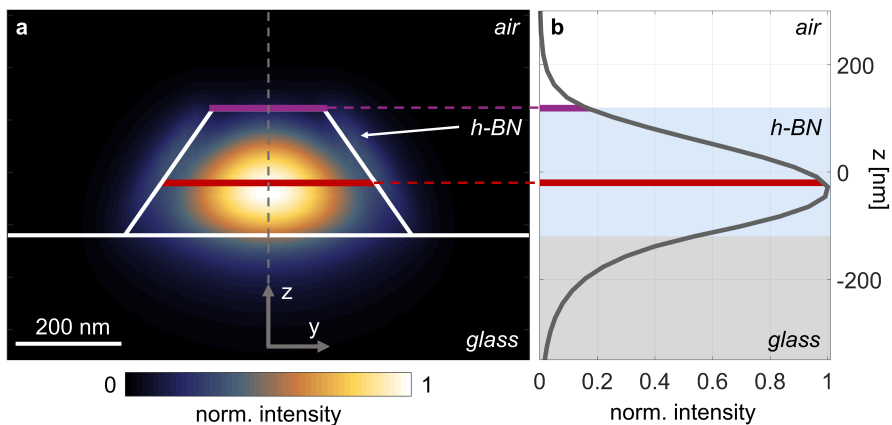 a
air
h-BN
z
y
200 nm
glass
0
1
norm. intensity
b
air
h-BN
glass
200
0
-200
z [nm]
0 0.2 0.4 0.6 0.8 1
norm. intensity